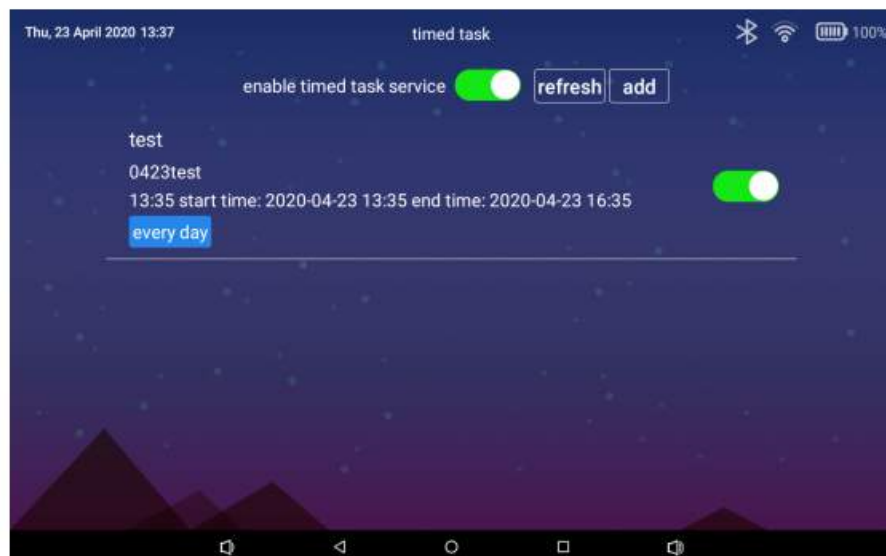 Thu, 23 April 2020 13:37 timed task 100%
enable timed task service refresh add
test
0423test
13:35 start time: 2020-04-23 13:35 end time: 2020-04-23 16:35
every day